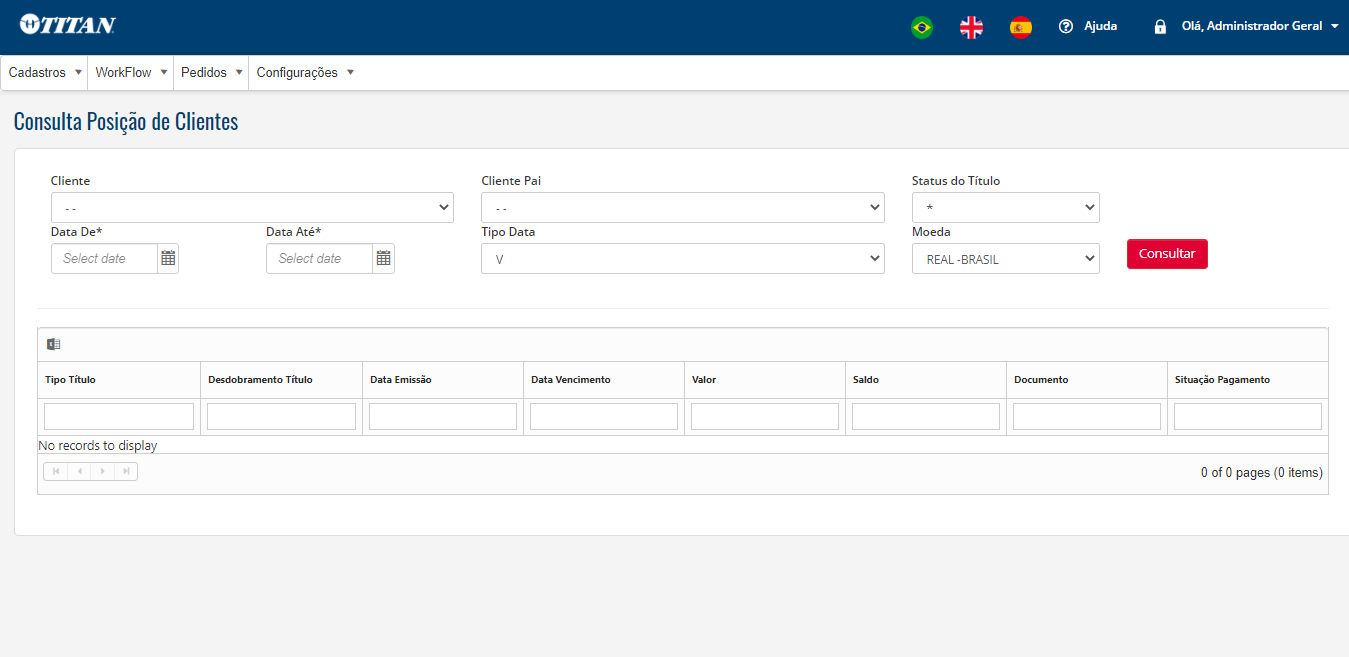 TITAN
Ajuda
Olá, Administrador Geral
Cadastros WorkFlow Pedidos Configurações
Consulta Posição de Clientes
Cliente Cliente Pai Status do Título
- - - - *
Data De* Data Até* Tipo Data Moeda
Select date Select date V REAL -BRASIL Consultar
Tipo Título Desdobramento Título Data Emissão Data Vencimento Valor Saldo Documento Situação Pagamento
No records to display
0 of 0 pages (0 items)